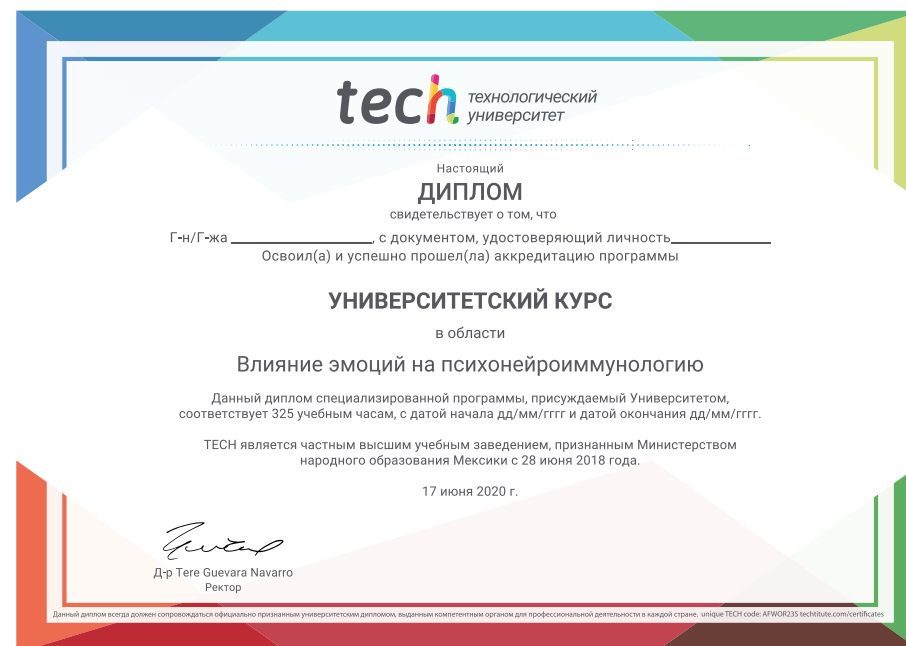 tech технологический
университет
Настоящий
ДИПЛОМ
свидетельствует о том, что
Г-н/Г-жа ____________________, с документом, удостоверяющий личность______________
Освоил(а) и успешно прошел(ла) аккредитацию программы
УНИВЕРСИТЕТСКИЙ КУРС
в области
Влияние эмоций на психонейроиммунологию
Данный диплом специализированной программы, присуждаемый Университетом,
соответствует 325 учебным часам, с датой начала дд/мм/гггг и датой окончания дд/мм/гггг.
TECH является частным высшим учебным заведением, признанным Министерством
народного образования Мексики с 28 июня 2018 года.
17 июня 2020 г.
Д-р Tere Guevara Navarro
Ректор
Данный диплом всегда должен сопровождаться официально признанным университетским дипломом, выданным компетентным органом для профессиональной деятельности в каждой стране. unique TECH code: AFWOR23S techtitute.com/certificates